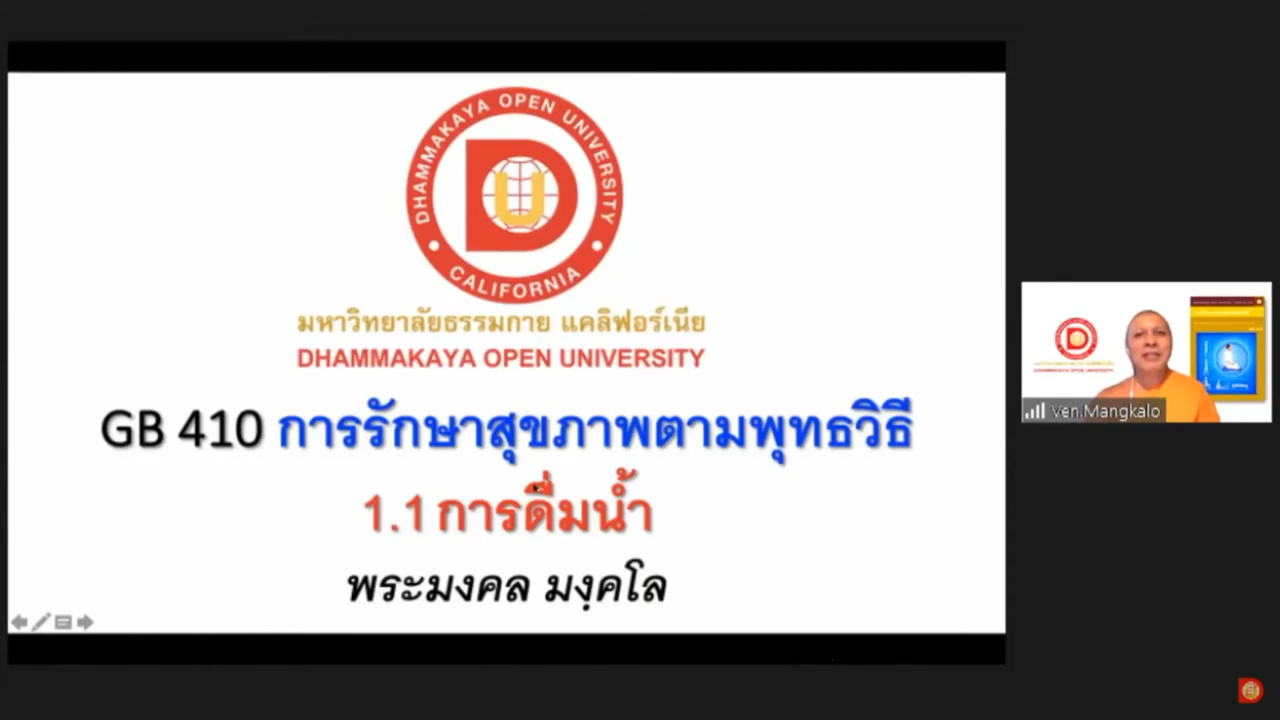 DHAMMAKAYA OPEN UNIVERSITY
CALIFORNIA
D
U
มหาวิทยาลัยธรรมกาย แคลิฟอร์เนีย
DHAMMAKAYA OPEN UNIVERSITY
GB 410 การรักษาสุขภาพตามพุทธวิธี
1.1 การดื่มน้ำ
พระมงคล มงฺคโล
DHAMMAKAYA OPEN UNIVERSITY
Ven.Mangkalo